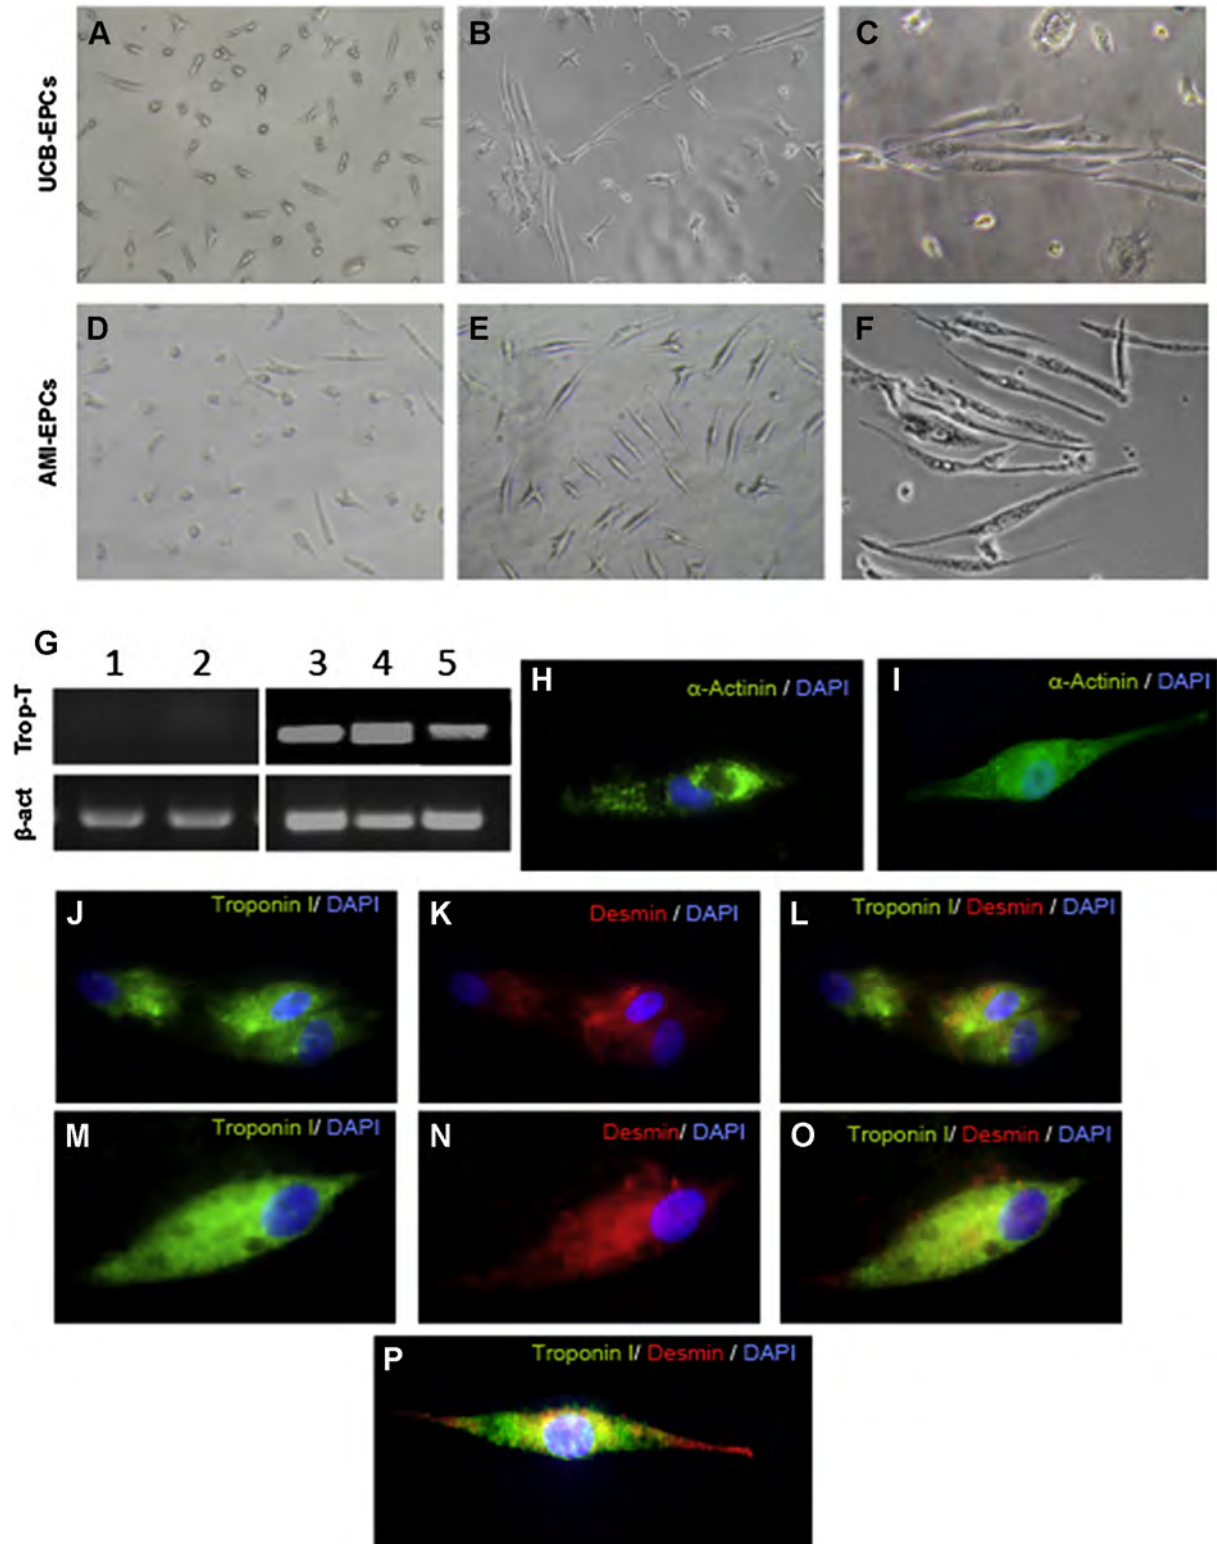 A
B
C
UCB-EPCs
D
E
F
AMI-EPCs
G
1 2 3 4 5
Trop-T
β-act
H
α-Actinin / DAPI
I
α-Actinin / DAPI
J
Troponin I/ DAPI
K
Desmin / DAPI
L
Troponin I/ Desmin / DAPI
M
Troponin I/ DAPI
N
Desmin/ DAPI
O
Troponin I/ Desmin / DAPI
P
Troponin I/ Desmin / DAPI